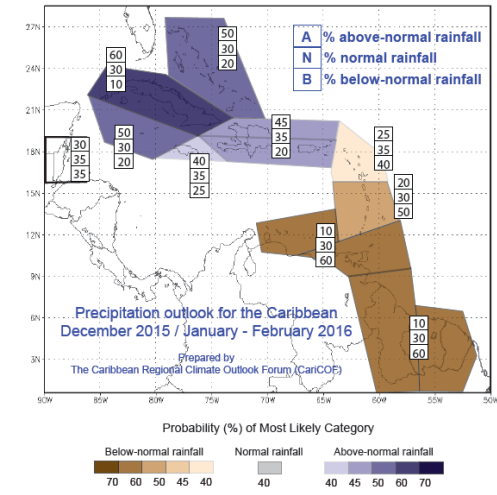 27N
24N
21N
18N
15N
12N
9N
6N
3N
90W
85W
80W
75W
70W
65W
60W
55W
50W
A % above-normal rainfall
N % normal rainfall
B % below-normal rainfall
50
30
20
60
30
10
50
30
20
30
35
35
40
35
25
45
35
20
25
35
40
20
30
50
10
30
60
10
30
60
Precipitation outlook for the Caribbean
December 2015 / January - February 2016
Prepared by
The Caribbean Regional Climate Outlook Forum (CariCOF)
Probability (%) of Most Likely Category
Below-normal rainfall Normal rainfall Above-normal rainfall
70 60 50 45 40 40 40 45 50 60 70